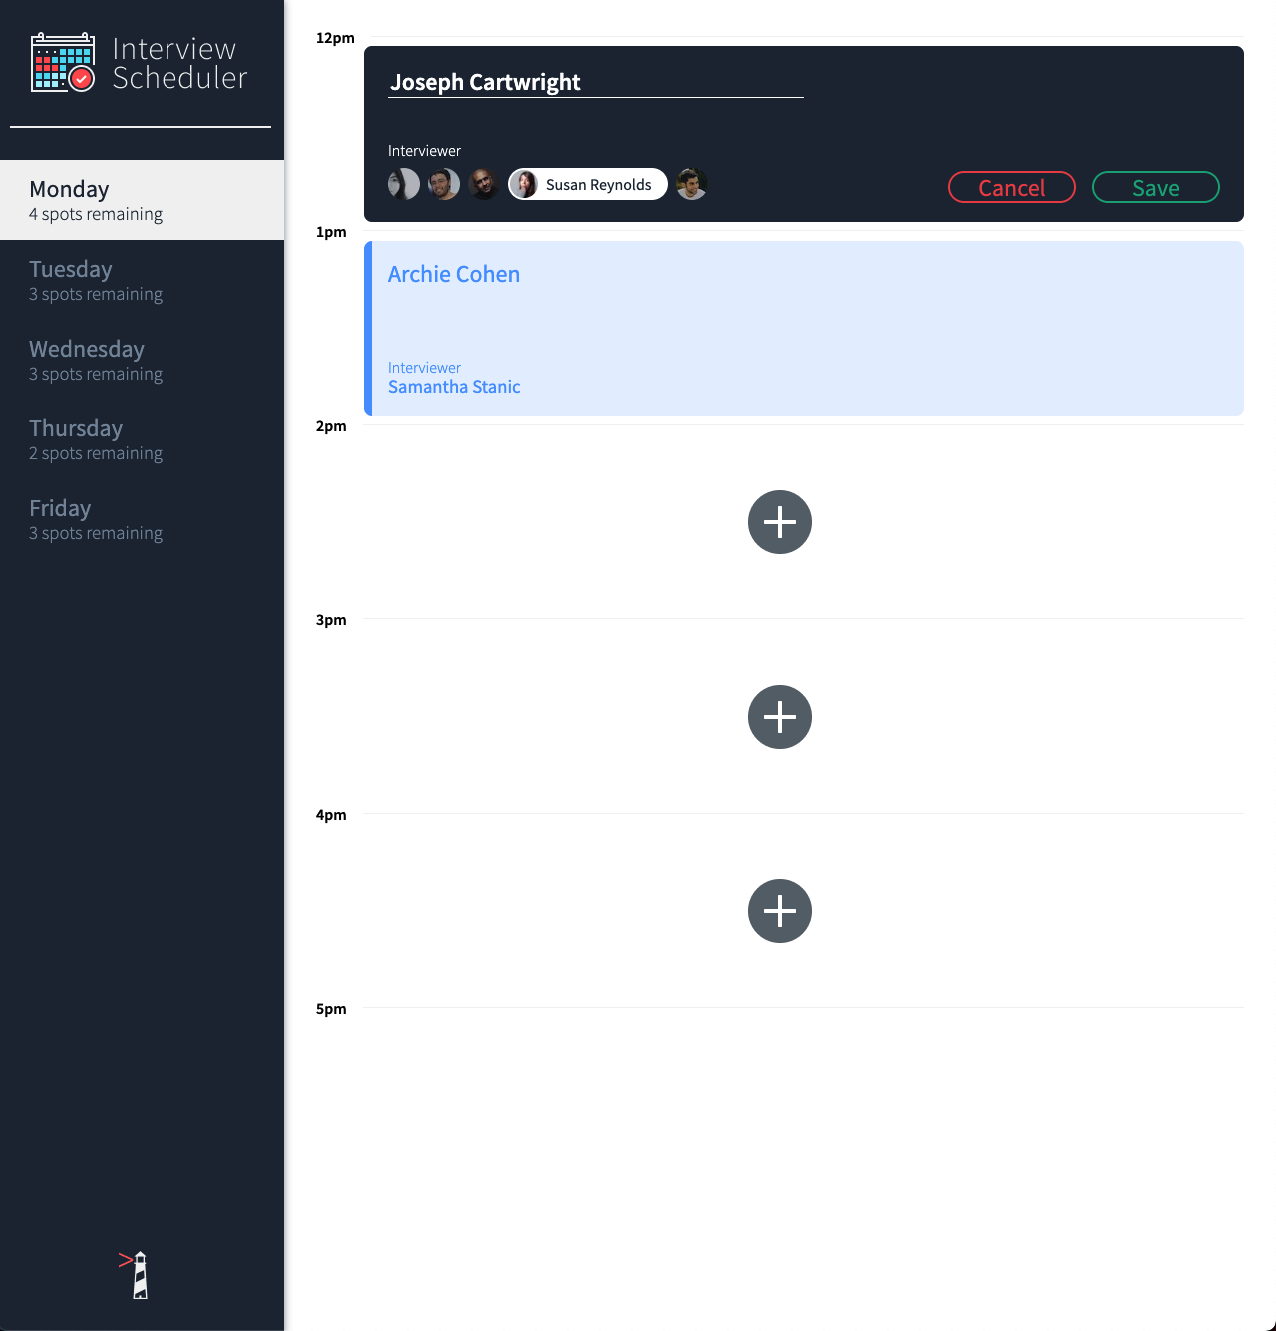 Interview
Scheduler
Monday
4 spots remaining
Tuesday
3 spots remaining
Wednesday
3 spots remaining
Thursday
2 spots remaining
Friday
3 spots remaining
12pm
Joseph Cartwright
Interviewer
Susan Reynolds
Cancel
Save
1pm
Archie Cohen
Interviewer
Samantha Stanic
2pm
3pm
4pm
5pm